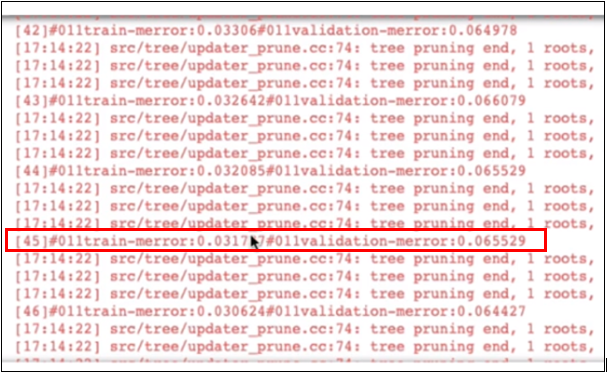 [42]#011train-merror:0.03306#011validation-merror:0.064978
[17:14:22] src/tree/updater_prune.cc:74: tree pruning end, 1 roots,
[17:14:22] src/tree/updater_prune.cc:74: tree pruning end, 1 roots,
[17:14:22] src/tree/updater_prune.cc:74: tree pruning end, 1 roots,
[43]#011train-merror:0.032642#011validation-merror:0.066079
[17:14:22] src/tree/updater_prune.cc:74: tree pruning end, 1 roots,
[17:14:22] src/tree/updater_prune.cc:74: tree pruning end, 1 roots,
[17:14:22] src/tree/updater_prune.cc:74: tree pruning end, 1 roots,
[44]#011train-merror:0.032085#011validation-merror:0.065529
[17:14:22] src/tree/updater_prune.cc:74: tree pruning end, 1 roots,
[17:14:22] src/tree/updater_prune.cc:74: tree pruning end, 1 roots,
[17:14:22] src/tree/updater_prune.cc:74: tree pruning end, 1 roots,
#011validation-merror:0.065529
[17:14:22] src/tree/updater_prune.cc:74: tree pruning end, 1 roots,
[17:14:22] src/tree/updater_prune.cc:74: tree pruning end, 1 roots,
[17:14:22] src/tree/updater_prune.cc:74: tree pruning end, 1 roots,
[46]#011train-merror:0.030624#011validation-merror:0.064427
[17:14:22] src/tree/updater_prune.cc:74: tree pruning end, 1 roots,
[17:14:22] src/tree/updater_prune.cc:74: tree pruning end, 1 roots,